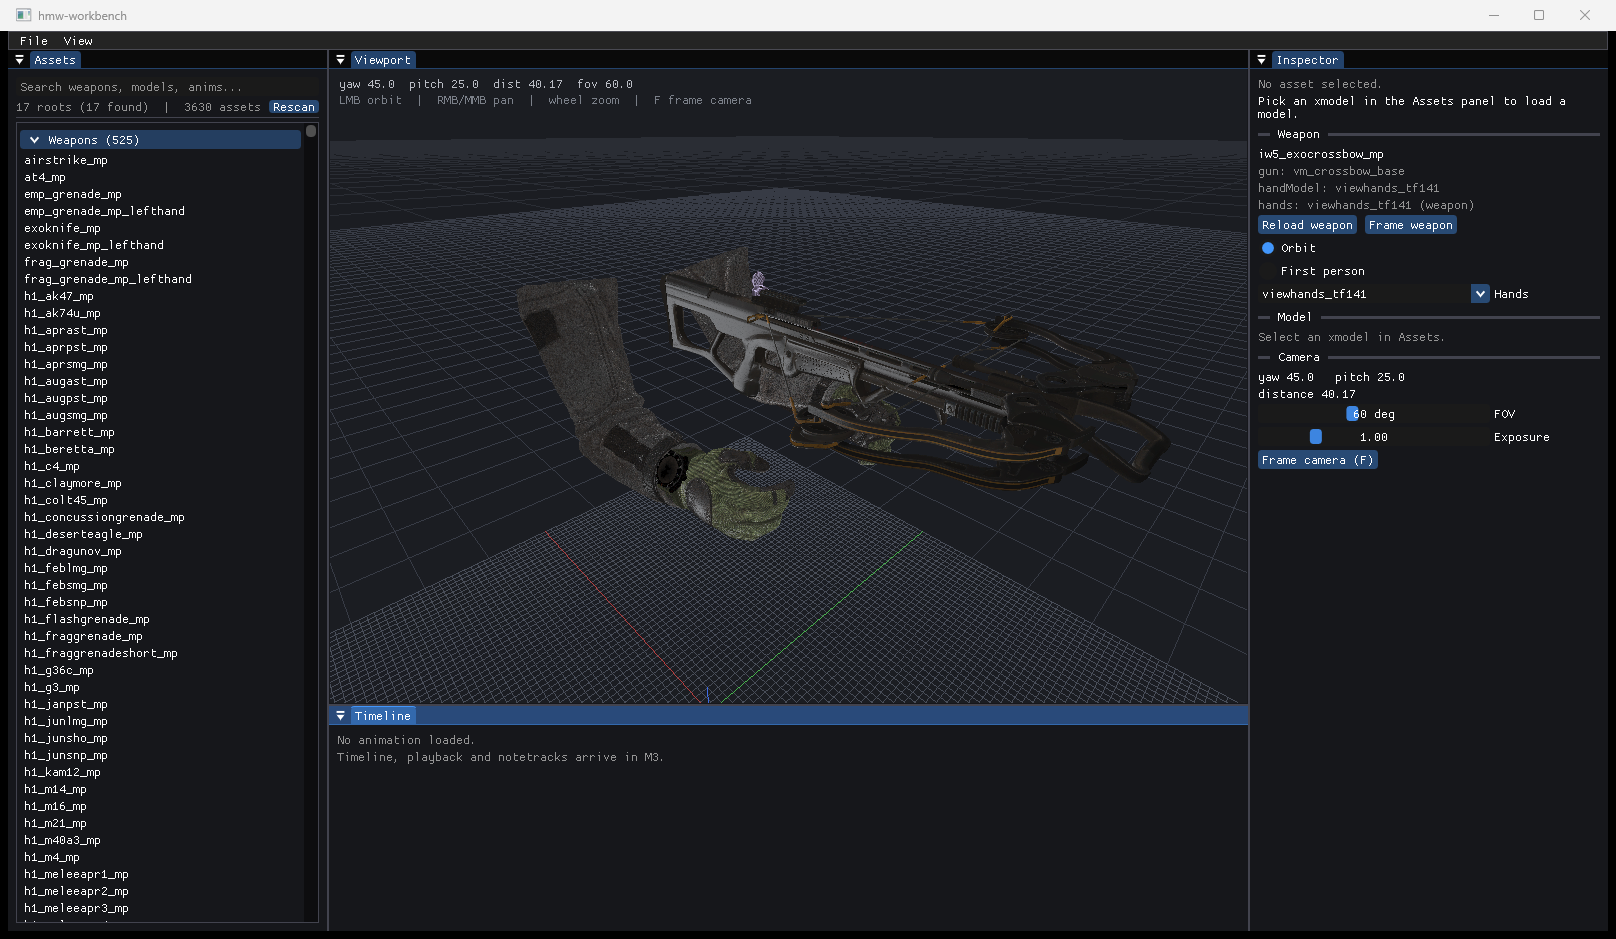 hmw-workbench
File View
Assets
Search weapons, models, anims...
17 roots (17 found) | 3630 assets Rescan
Weapons (525)
airstrike_mp
at4_mp
emp_grenade_mp
emp_grenade_mp_lefthand
exoknife_mp
exoknife_mp_lefthand
frag_grenade_mp
frag_grenade_mp_lefthand
h1_ak47_mp
h1_ak74u_mp
h1_aprast_mp
h1_aprpst_mp
h1_aprsmg_mp
h1_augast_mp
h1_augpst_mp
h1_augsmg_mp
h1_barrett_mp
h1_beretta_mp
h1_c4_mp
h1_claymore_mp
h1_colt45_mp
h1_concussiongrenade_mp
h1_deserteagle_mp
h1_dragunov_mp
h1_feblmg_mp
h1_febsmg_mp
h1_febsnp_mp
h1_flashgrenade_mp
h1_fraggrenade_mp
h1_fraggrenadeshort_mp
h1_g36c_mp
h1_g3_mp
h1_janpst_mp
h1_junlmg_mp
h1_junsho_mp
h1_junsnp_mp
h1_kam12_mp
h1_m14_mp
h1_m16_mp
h1_m21_mp
h1_m40a3_mp
h1_m4_mp
h1_meleeapr1_mp
h1_meleeapr2_mp
h1_meleeapr3_mp
Viewport
yaw 45.0 pitch 25.0 dist 40.17 fov 60.0
LMB orbit | RMB/MMB pan | wheel zoom | F frame camera
Timeline
No animation loaded.
Timeline, playback and notetracks arrive in M3.
Inspector
No asset selected.
Pick an xmodel in the Assets panel to load a
model.
Weapon
iw5_exocrossbow_mp
gun: vm_crossbow_base
handModel: viewhands_tf141
hands: viewhands_tf141 (weapon)
Reload weapon Frame weapon
Orbit
First person
viewhands_tf141 Hands
Model
Select an xmodel in Assets.
Camera
yaw 45.0 pitch 25.0
distance 40.17
60 deg FOV
1.00 Exposure
Frame camera (F)